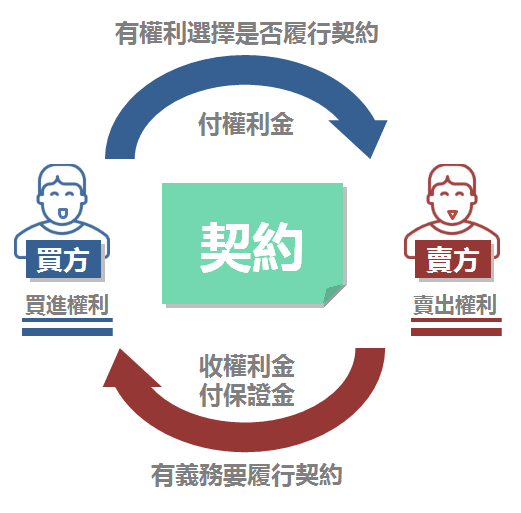 有權利選擇是否履行契約
付權利金
契約
買方
買進權利
賣方
賣出權利
收權利金
付保證金
有義務要履行契約